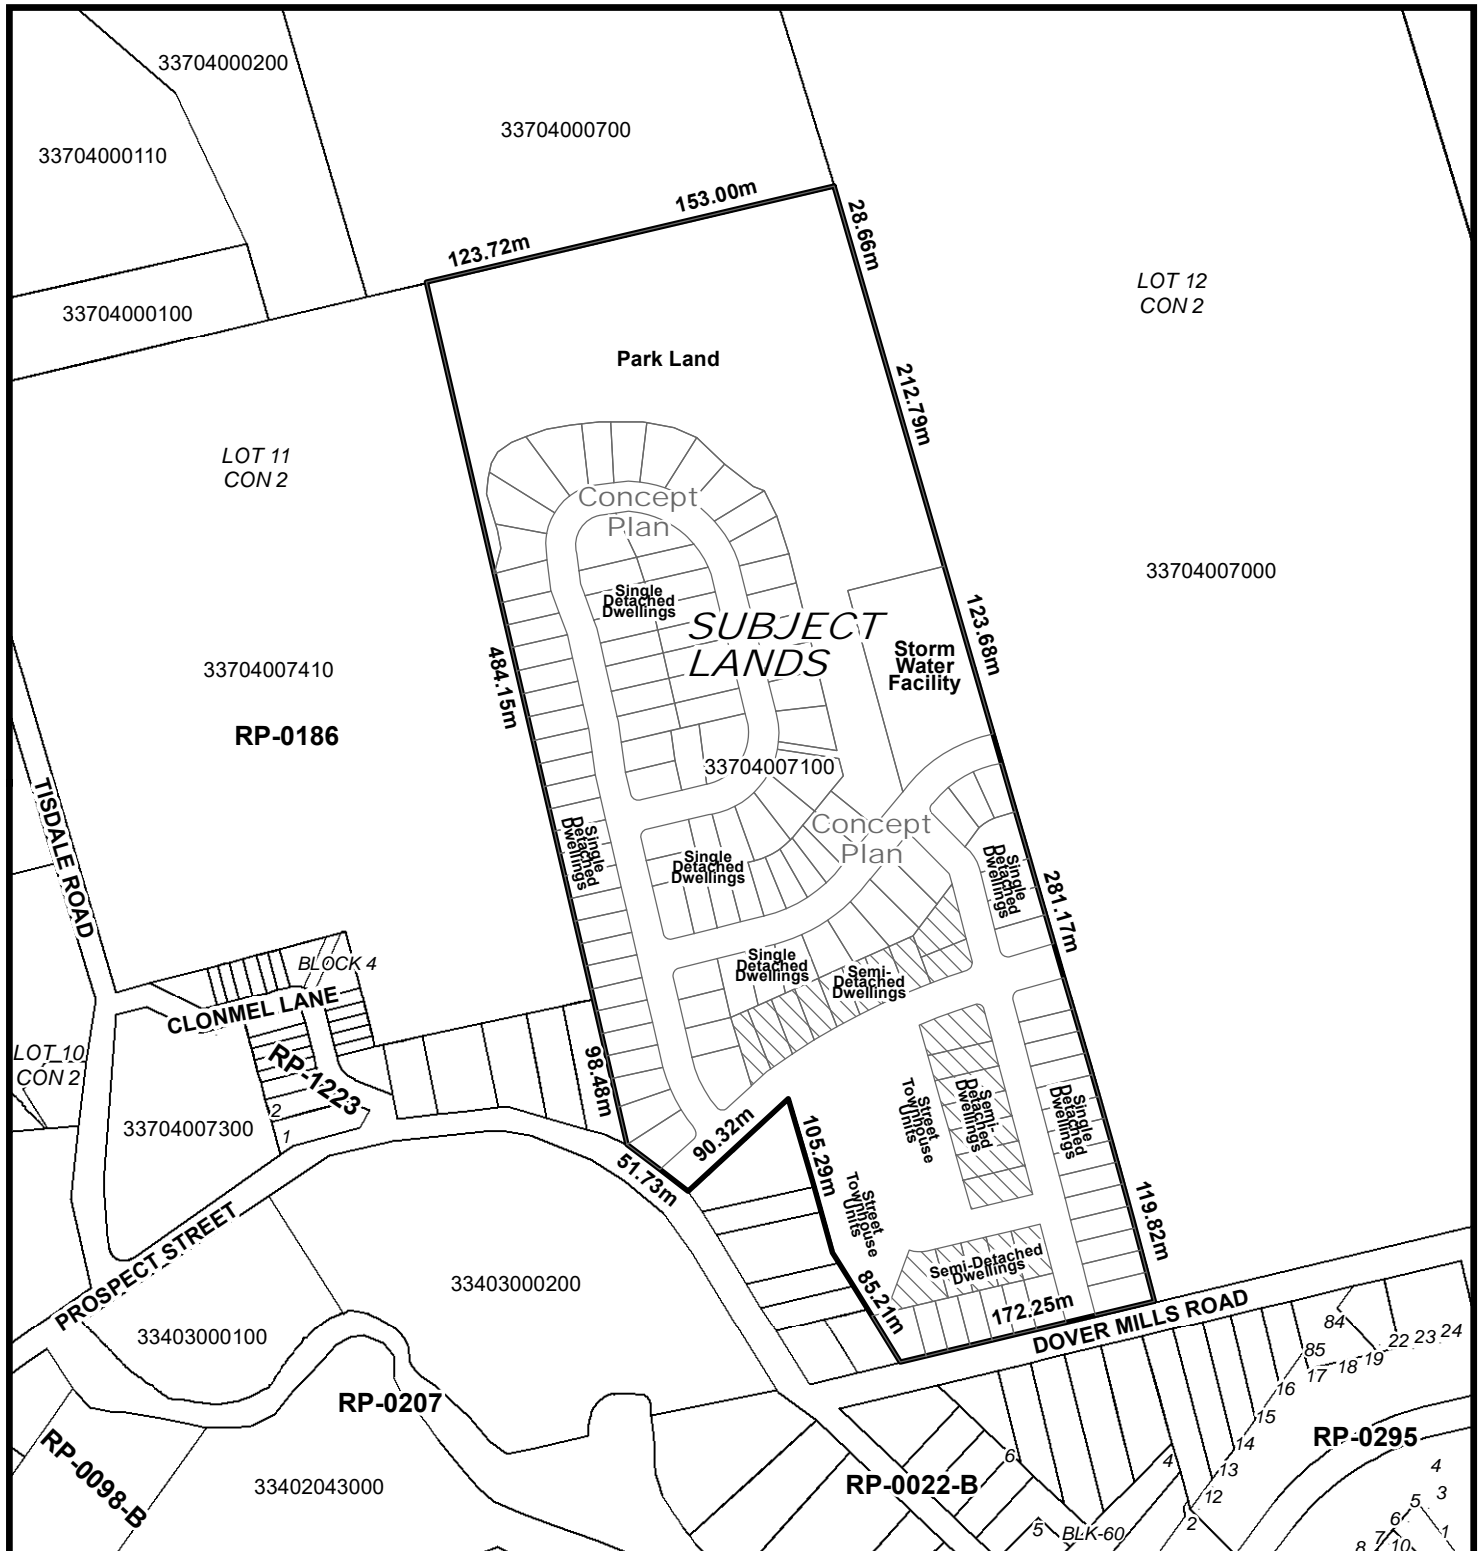 33704000200
33704000700
33704000110
153.00m
28.66m
123.72m
LOT 12
CON 2
33704000100
Park Land
212.79m
LOT 11
CON 2
Concept
Plan
33704007000
Single
Detached
Dwellings
SUBJECT
LANDS
123.68m
Storm
Water
Facility
484.15m
33704007410
RP-0186
33704007100
TISDALE ROAD
Concept
Plan
Single
Detached
Dwellings
Single
Detached
Dwellings
Single
Detached
Dwellings
281.17m
BLOCK 4
Single
Detached
Dwellings
Semi-
Detached
Dwellings
CLONMEL LANE
LOT 10
CON 2
RP-1223
98.48m
2
1
33704007300
90.32m
105.29m
Street
Townhouse
Units
Semi-
Detached
Dwellings
Single
Detached
Dwellings
51.73m
Street
Townhouse
Units
119.82m
PROSPECT STREET
33403000200
Semi-Detached
Dwellings
85.21m
172.25m
DOVER MILLS ROAD
33403000100
84
85
22
23
24
19
18
17
16
15
14
13
12
RP-0207
RP-0295
RP-0098-B
33402043000
RP-0022-B
6
4
5
BLK-60
2
4
3
5
6
7
1
10
8